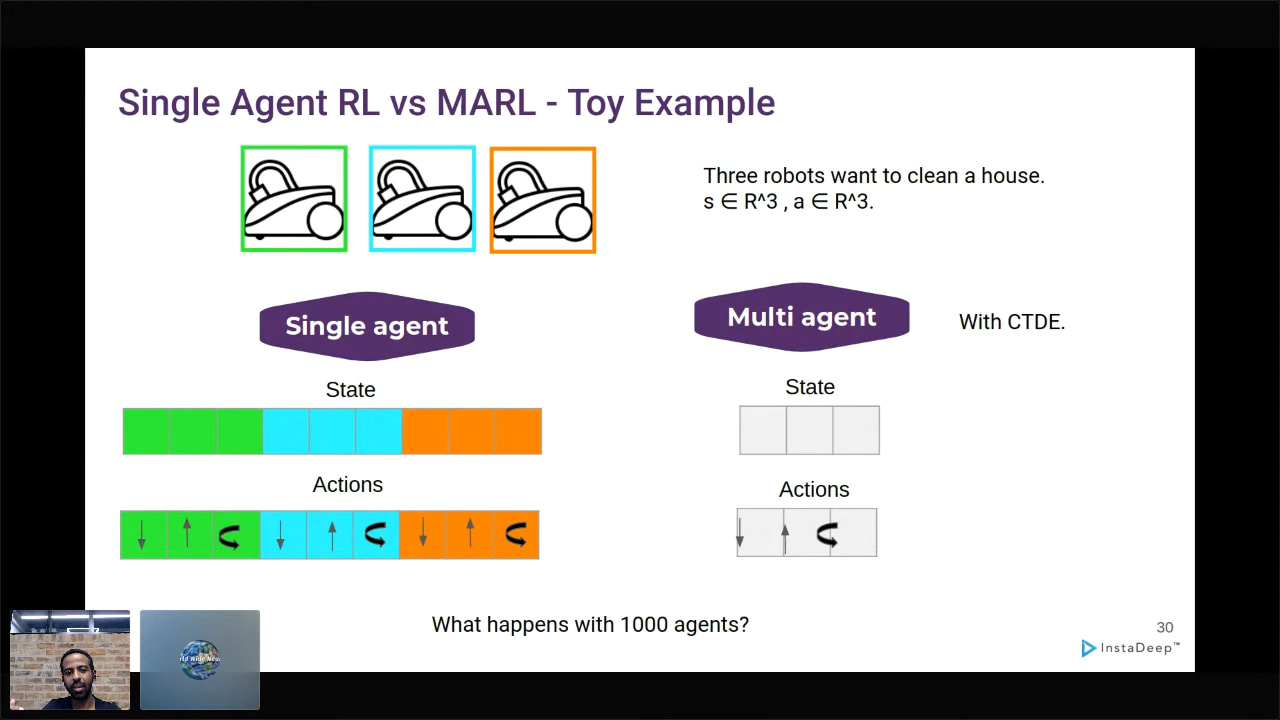 Single Agent RL vs MARL - Toy Example
Three robots want to clean a house.
s ∈ R^3 , a ∈ R^3.
Single agent
Multi agent
With CTDE.
State
State
Actions
Actions
What happens with 1000 agents?
30
InstaDeep™